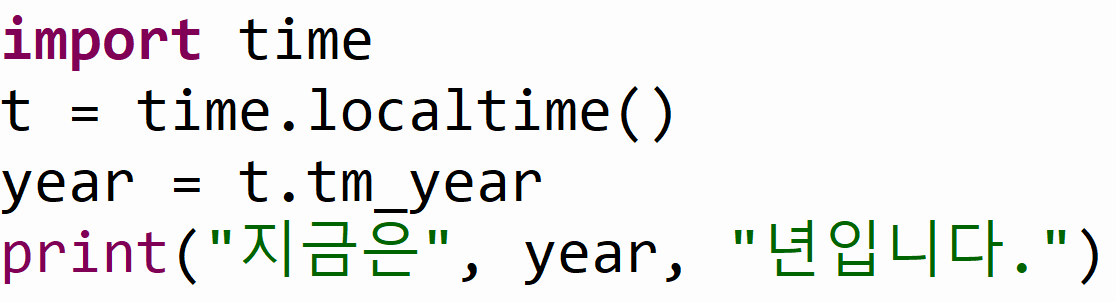 import time
t = time.localtime()
year = t.tm_year
print("지금은", year, "년입니다.")